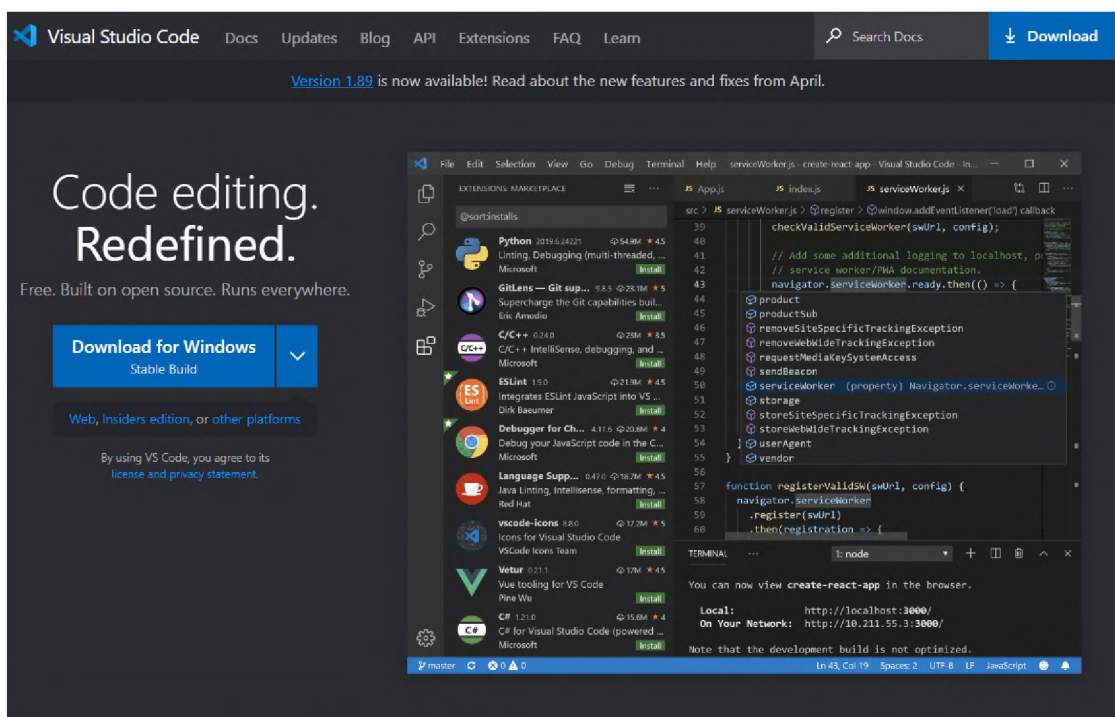 Visual Studio Code Docs Updates Blog API Extensions FAQ Learn Search Docs Download
Version 1.89 is now available! Read about the new features and fixes from April.
Code editing.
Redefined.
Free. Built on open source. Runs everywhere.
Download for Windows
Stable Build
Web, Insiders edition, or other platforms
By using VS Code, you agree to its
license and privacy statement.
File Edit Selection View Go Debug Terminal Help serviceWorker.js - create-react-app - Visual Studio Code - In...
EXTENSIONS: MARKETPLACE
@sort:installs
Python 2019.6.24221 54.9M ★ 4.5
Linting, Debugging (multi-threaded, ...
Microsoft Install
GitLens — Git sup... 9.8.5 23.1M ★ 5
Supercharge the Git capabilities buil...
Eric Amodio Install
C/C++
C/C++ 0.24.0 23M ★ 3.5
C/C++ IntelliSense, debugging, and ...
Microsoft Install
ES
Lint
ESLint 1.9.0 21.9M ★ 4.5
Integrates ESLint JavaScript into VS ...
Dirk Baeumer Install
Debugger for Ch... 4.11.6 20.6M ★ 4
Debug your JavaScript code in the C...
Microsoft Install
Language Supp... 0.47.0 18.7M ★ 4.5
Java Linting, Intellisense, formatting, ...
Red Hat Install
vscode-icons 8.8.0 17.2M ★ 5
Icons for Visual Studio Code
VSCode Icons Team Install
Vetur 0.21.1 17M ★ 4.5
Vue tooling for VS Code
Pine Wu Install
C#
C# 1.21.0 15.6M ★ 4
C# for Visual Studio Code (powered ...
Microsoft Install
JS App.js JS index.js JS serviceWorker.js ×
src > JS serviceWorker.js > register > window.addEventListener('load') callback
39 checkValidServiceWorker(swUrl, config);
40
41 // Add some additional logging to localhost, p
42 // service worker/PWA documentation.
43 navigator.serviceWorker.ready.then(() => {
44 product
45 productSub
46 removeSiteSpecificTrackingException
47 removeWebWideTrackingException
48 requestMediaKeySystemAccess
49 sendBeacon
50 serviceWorker (property) Navigator.serviceWorke...
51 storage
52 storeSiteSpecificTrackingException
53 storeWebWideTrackingException
54 } userAgent
55 } vendor
56
57 function registerValidSW(swUrl, config) {
58 navigator.serviceWorker
59 .register(swUrl)
60 .then(registration => {
TERMINAL ... 1: node
You can now view create-react-app in the browser.
Local: http://localhost:3000/
On Your Network: http://10.211.55.3:3000/
Note that the development build is not optimized.
master 0 0 Ln 43, Col 19 Spaces: 2 UTF-8 LF JavaScript